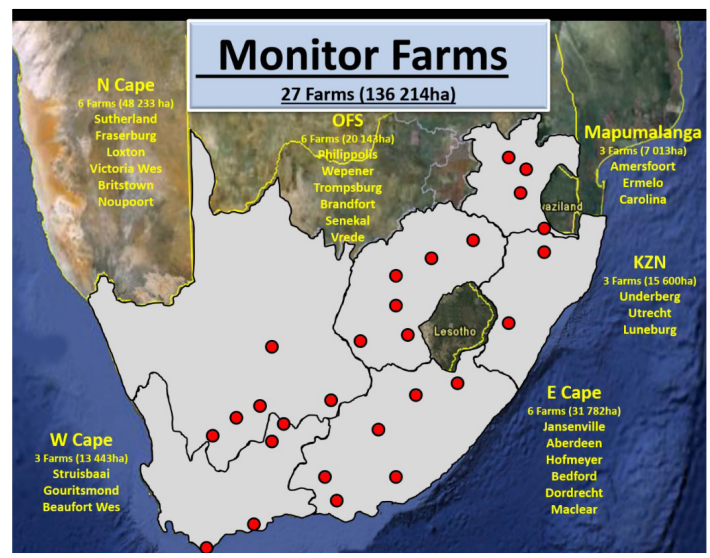 Monitor Farms
27 Farms (136 214ha)
N Cape
6 Farms (48 233 ha)
Sutherland
Fraserburg
Loxton
Victoria Wes
Britstown
Noupoort
OFS
6 Farms (20 143ha)
Philippolis
Wepener
Trompsburg
Brandfort
Senekal
Vrede
Mapumalanga
3 Farms (7 013ha)
Amersfoort
Ermelo
Carolina
aziland
KZN
3 Farms (15 600ha)
Underberg
Utrecht
Luneburg
Lesotho
E Cape
6 Farms (31 782ha)
Jansenville
Aberdeen
Hofmeyer
Bedford
Dordrecht
Maclear
W Cape
3 Farms (13 443ha)
Struisbaai
Gouritsmond
Beaufort Wes